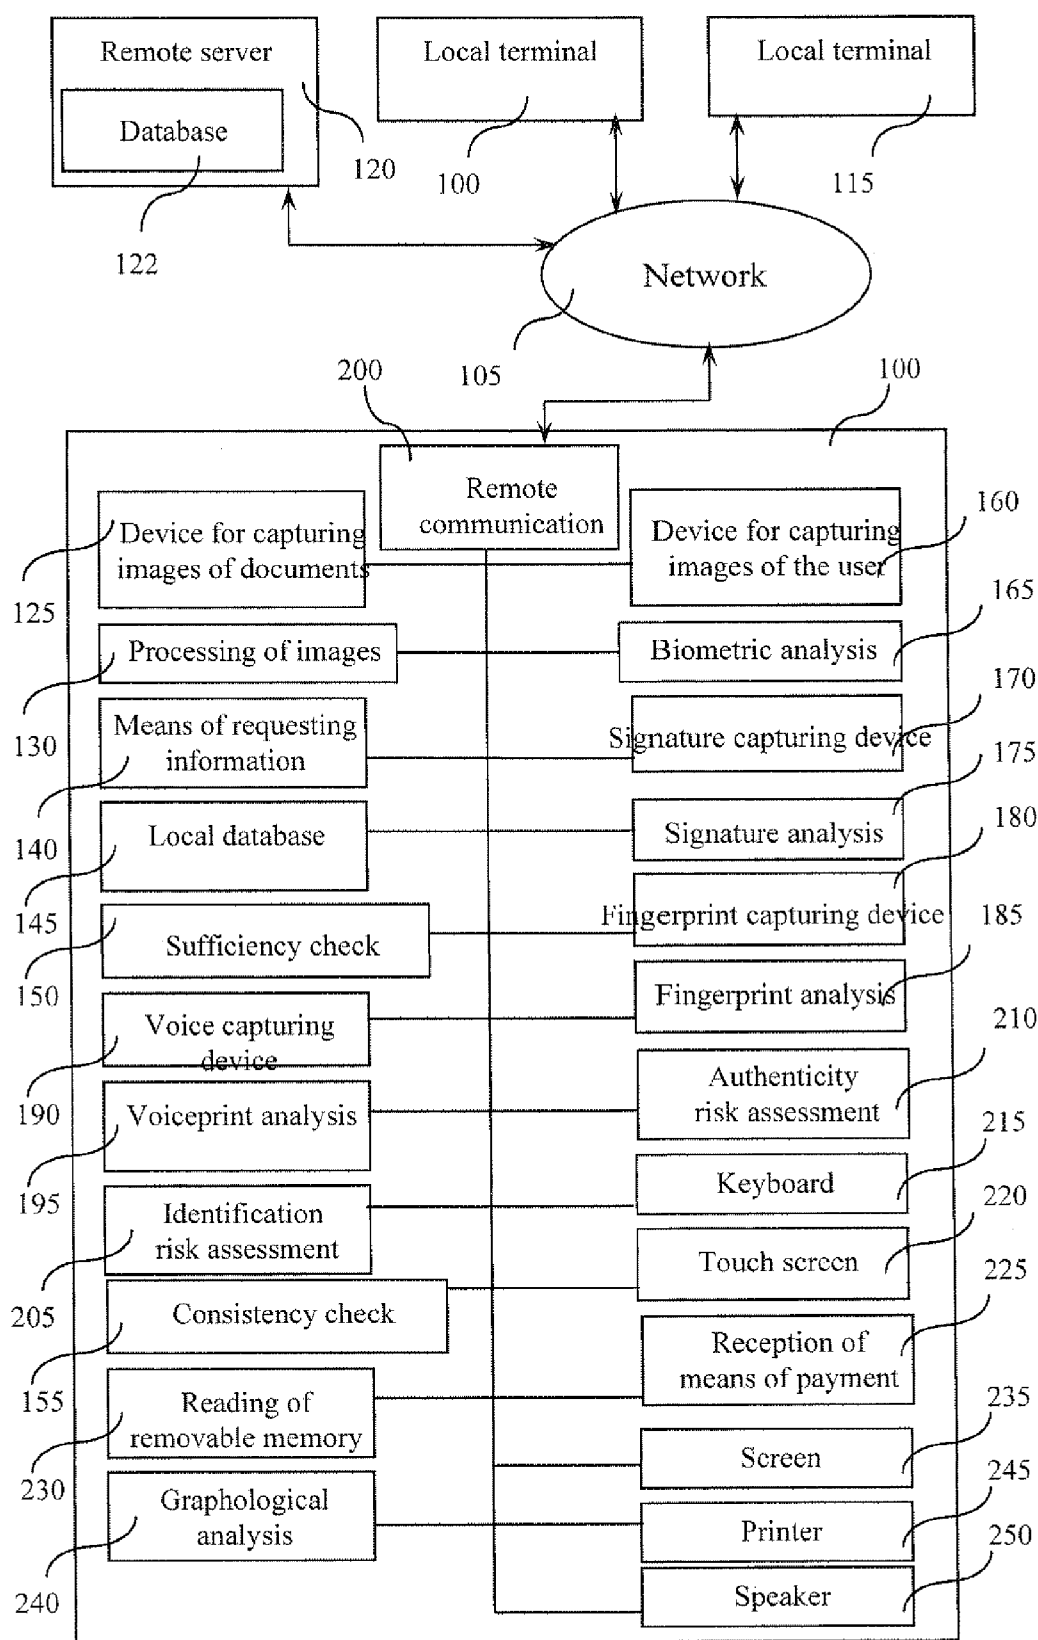 Remote server
Local terminal
Local terminal
Database
120
100
115
122
Network
105
200
100
Remote
communication
160
Device for capturing
images of documents
Device for capturing
images of the user
125
165
Processing of images
Biometric analysis
170
130
Means of requesting
information
Signature capturing device
175
140
Local database
Signature analysis
180
145
Sufficiency check
Fingerprint capturing device
185
150
Fingerprint analysis
210
Voice capturing
device
190
Voiceprint analysis
Authenticity
risk assessment
215
195
Keyboard
220
Identification
risk assessment
Touch screen
225
205
Consistency check
Reception of
means of payment
155
235
Reading of
removable memory
Screen
245
230
Graphological
analysis
Printer
250
240
Speaker